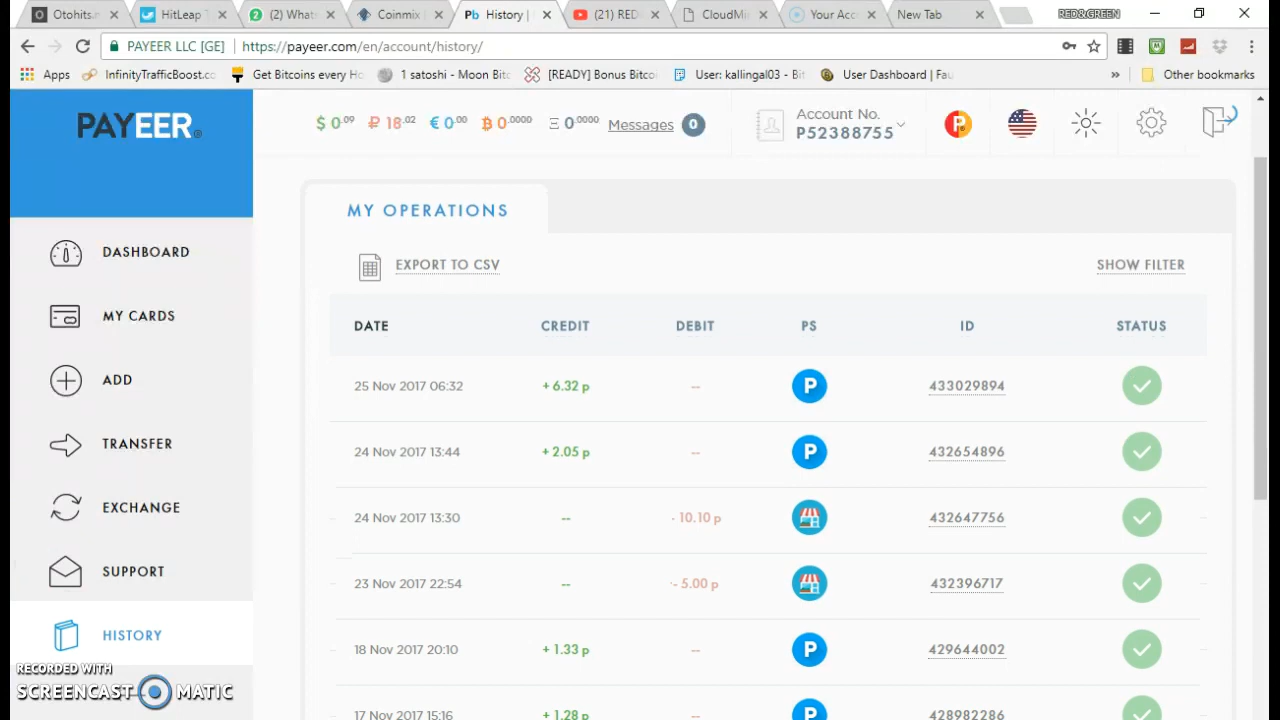 Otohits.n
HitLeap T
(2) Whats
Coinmix |
Pb History |
(21) RED
CloudMi
Your Acc
New Tab
RED&GREEN
PAYEER LLC [GE]
https://payeer.com/en/account/history/
Apps
InfinityTrafficBoost.co
Get Bitcoins every Ho
1 satoshi - Moon Bitc
[READY] Bonus Bitco
User: kallingal03 - Bit
User Dashboard | Fau
»
Other bookmarks
PAYEER
$ 0.09
₽ 18.02
€ 0.00
฿ 0.0000
Ξ 0.0000
Messages 0
Account No.
P52388755
MY OPERATIONS
EXPORT TO CSV
SHOW FILTER
DATE CREDIT DEBIT PS ID STATUS
25 Nov 2017 06:32 + 6.32 р -- P 433029894
24 Nov 2017 13:44 + 2.05 р -- P 432654896
24 Nov 2017 13:30 -- - 10.10 р 432647756
23 Nov 2017 22:54 -- - 5.00 р 432396717
18 Nov 2017 20:10 + 1.33 р -- P 429644002
17 Nov 2017 15:16 + 1.28 р P 428982286
DASHBOARD
MY CARDS
ADD
TRANSFER
EXCHANGE
SUPPORT
HISTORY
RECORDED WITH
SCREENCAST MATIC